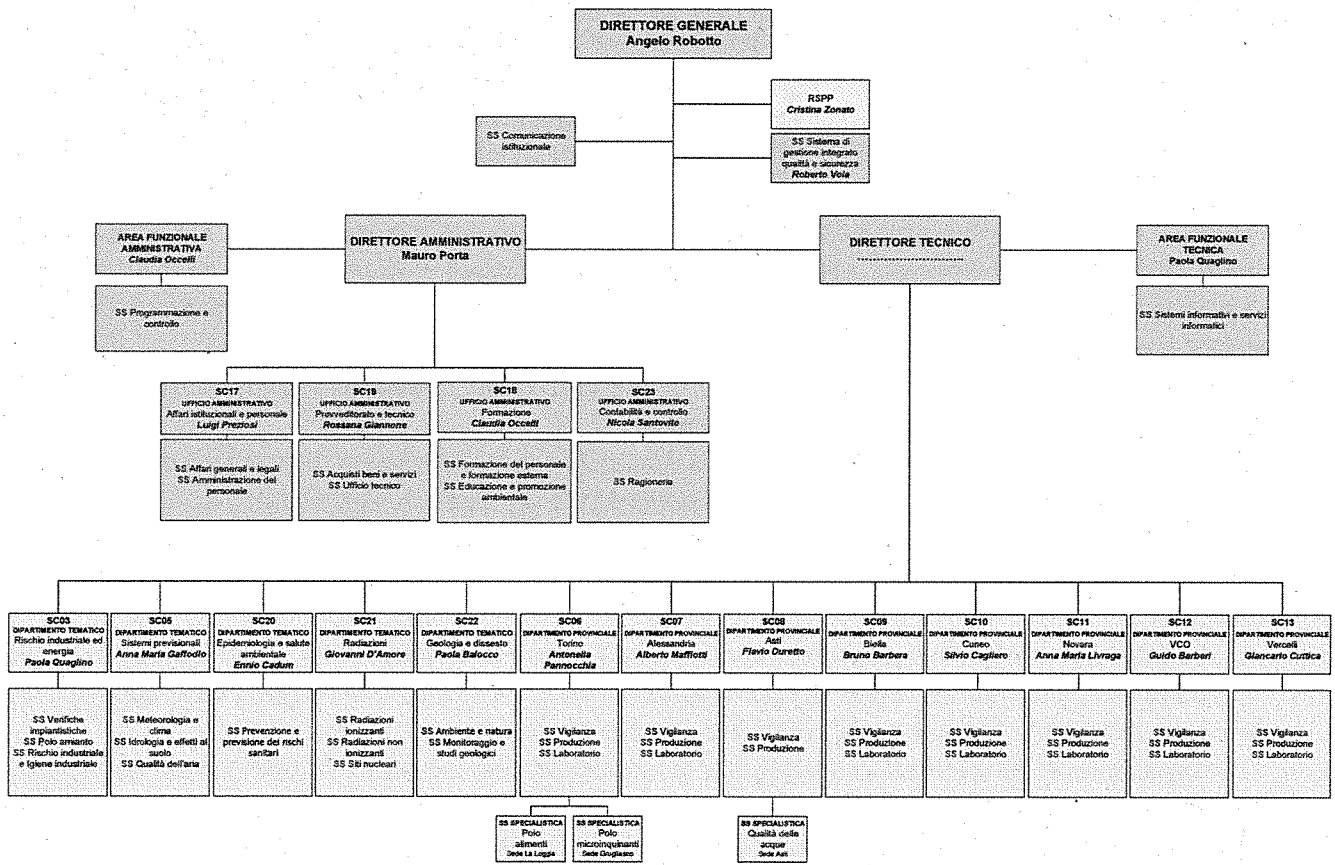 DIRETTORE GENERALE
Angelo Robotto
RSPP
Cristina Zonato
SS Comunicazione
istituzionale
SS Sistema di
gestione integrato
qualità e sicurezza
Roberto Vola
AREA FUNZIONALE
AMMINISTRATIVA
Claudia Occelli
DIRETTORE AMMINISTRATIVO
Mauro Porta
DIRETTORE TECNICO
AREA FUNZIONALE
TECNICA
Paola Quaglino
SS Programmazione e
controllo
SS Sistemi informativi e servizi
informatici
SC17
UFFICIO AMMINISTRATIVO
Affari istituzionali e personale
Luigi Preziosi
SC19
UFFICIO AMMINISTRATIVO
Provveditorato e tecnico
Rossana Giannone
SC18
UFFICIO AMMINISTRATIVO
Formazione
Claudia Occelli
SC23
UFFICIO AMMINISTRATIVO
Contabilità e controllo
Nicola Santovito
SS Affari generali e legali
SS Amministrazione del
personale
SS Acquisti beni e servizi
SS Ufficio tecnico
SS Formazione del personale
e formazione esterna
SS Educazione e promozione
ambientale
SS Ragioneria
SC03
DIPARTIMENTO TEMATICO
Rischio industriale ed
energia
Paola Quaglino
SC05
DIPARTIMENTO TEMATICO
Sistemi previsionali
Anna Maria Gaffodio
SC20
DIPARTIMENTO TEMATICO
Epidemiologia e salute
ambientale
Ennio Cadum
SC21
DIPARTIMENTO TEMATICO
Radiazioni
Giovanni D'Amore
SC22
DIPARTIMENTO TEMATICO
Geologia e dissesto
Paola Balocco
SC06
DIPARTIMENTO PROVINCIALE
Torino
Antonella
Pannocchia
SC07
DIPARTIMENTO PROVINCIALE
Alessandria
Alberto Maffiotti
SC08
DIPARTIMENTO PROVINCIALE
Asti
Flavio Duretto
SC09
DIPARTIMENTO PROVINCIALE
Biella
Bruno Barbera
SC10
DIPARTIMENTO PROVINCIALE
Cuneo
Silvio Cagliero
SC11
DIPARTIMENTO PROVINCIALE
Novara
Anna Maria Livraga
SC12
DIPARTIMENTO PROVINCIALE
VCO
Guido Barberi
SC13
DIPARTIMENTO PROVINCIALE
Vercelli
Giancarlo Cuttica
SS Verifiche
impiantistiche
SS Polo amianto
SS Rischio industriale
e Igiene industriale
SS Meteorologia e
clima
SS Idrologia e effetti al
suolo
SS Qualità dell'aria
SS Prevenzione e
previsione dei rischi
sanitari
SS Radiazioni
ionizzanti
SS Radiazioni non
ionizzanti
SS Siti nucleari
SS Ambiente e natura
SS Monitoraggio e
studi geologici
SS Vigilanza
SS Produzione
SS Laboratorio
SS Vigilanza
SS Produzione
SS Laboratorio
SS Vigilanza
SS Produzione
SS Vigilanza
SS Produzione
SS Laboratorio
SS Vigilanza
SS Produzione
SS Laboratorio
SS Vigilanza
SS Produzione
SS Laboratorio
SS Vigilanza
SS Produzione
SS Laboratorio
SS Vigilanza
SS Produzione
SS Laboratorio
SS SPECIALISTICA
Polo
alimenti
Sede La Loggia
SS SPECIALISTICA
Polo
microinquinanti
Sede Grugliasco
SS SPECIALISTICA
Qualità delle
acque
Sede Asti